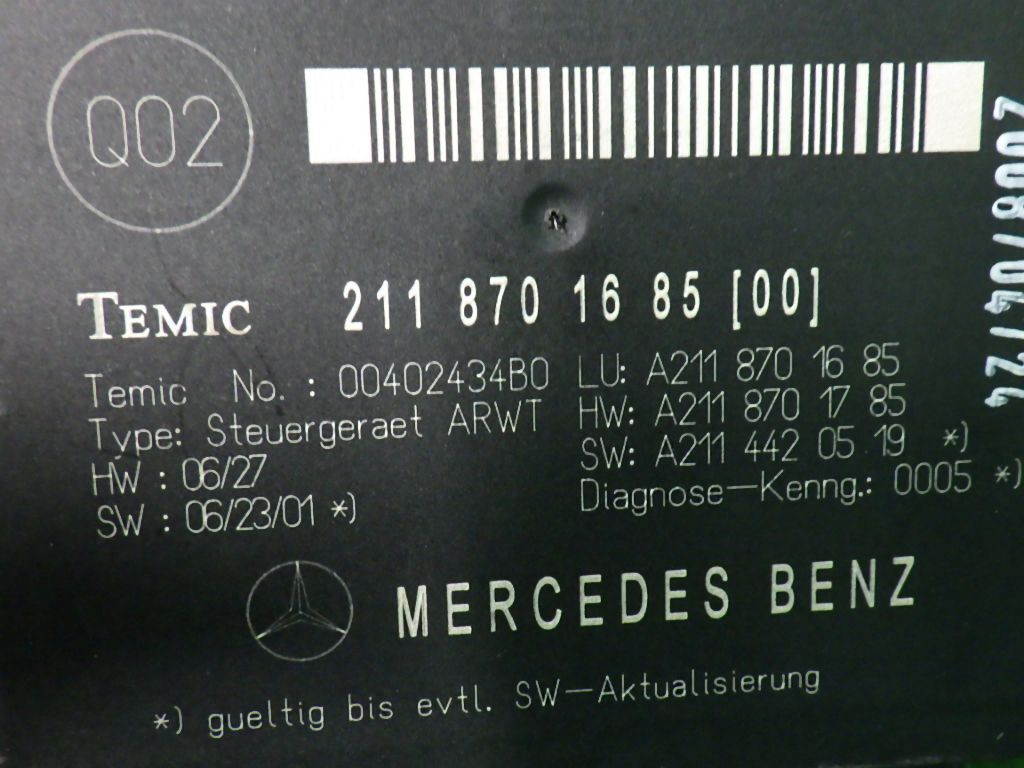 Q02
TEMIC 211 870 16 85 [00]
Temic No.: 00402434B0 LU: A211 870 16 85
Type: Steuergeraet ARWT HW: A211 870 17 85
HW : 06/27 SW: A211 442 05 19 *)
SW : 06/23/01 *) Diagnose-Kenng.: 0005 *)
MERCEDES BENZ
*) gueltig bis evtl. SW-Aktualisierung